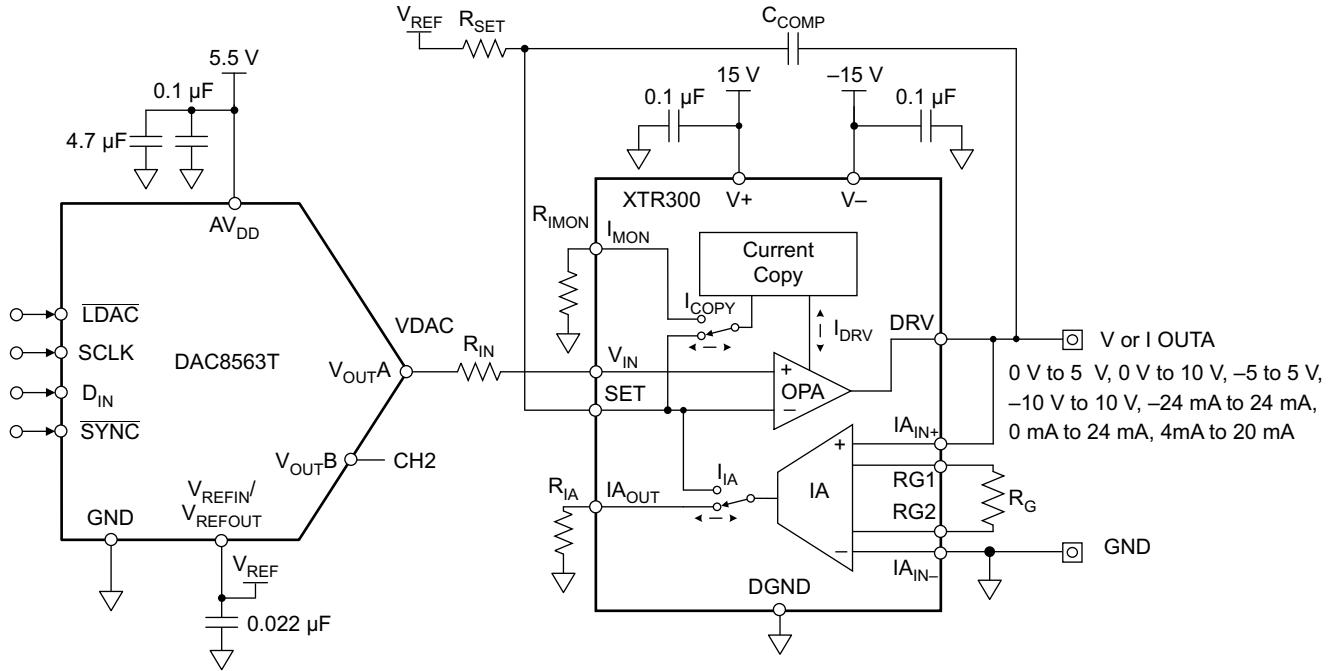 V_REF
R_SET
C_COMP
5.5 V
0.1 µF
4.7 µF
15 V
–15 V
0.1 µF
0.1 µF
XTR300
V+
V–
AV_DD
R_IMON
I_MON
Current
Copy
I_COPY
I_DRV
DRV
LDAC
SCLK
D_IN
SYNC
DAC8563T
VDAC
V_OUTA
R_IN
V_IN
SET
+
OPA
–
V or I OUTA
0 V to 5 V, 0 V to 10 V, –5 to 5 V,
–10 V to 10 V, –24 mA to 24 mA,
0 mA to 24 mA, 4mA to 20 mA
V_OUTB
CH2
IA_IN+
+
RG1
IA
RG2
R_G
–
IA_IN–
GND
I_IA
R_IA
IA_OUT
GND
V_REFIN/
V_REFOUT
V_REF
0.022 µF
DGND